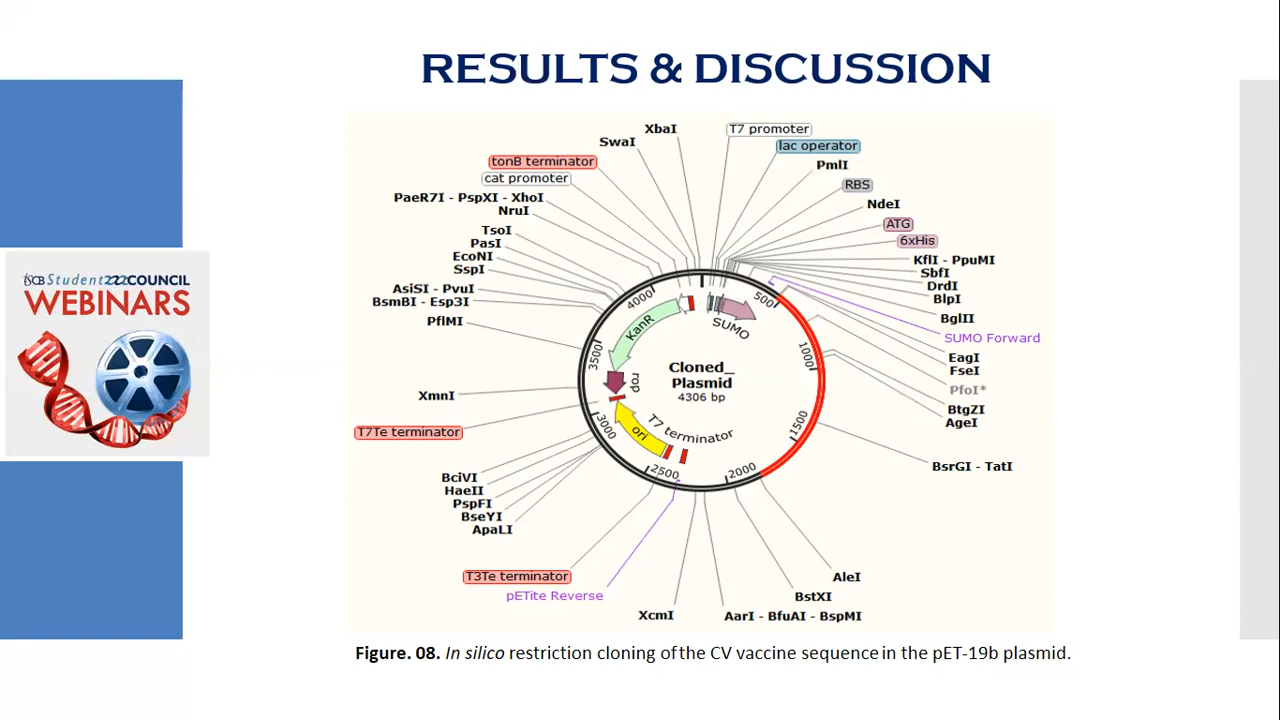 RESULTS & DISCUSSION
iSCB Student COUNCIL
WEBINARS
XbaI
SwaI
tonB terminator
cat promoter
PaeR7I - PspXI - XhoI
NruI
TsoI
PasI
EcoNI
SspI
AsiSI - PvuI
BsmBI - Esp3I
PflMI
XmnI
T7Te terminator
BciVI
HaeII
PspFI
BseYI
ApaLI
T3Te terminator
pETite Reverse
XcmI
T7 promoter
lac operator
PmlI
RBS
NdeI
ATG
6xHis
KflI - PpuMI
SbfI
DrdI
BlpI
BglII
SUMO Forward
EagI
FseI
PfoI*
BtgZI
AgeI
BsrGI - TatI
AleI
BstXI
AarI - BfuAI - BspMI
500
1000
1500
2000
2500
3000
3500
4000
SUMO
KanR
rop
ori
T7 terminator
Cloned_
Plasmid
4306 bp
Figure. 08. In silico restriction cloning of the CV vaccine sequence in the pET-19b plasmid.